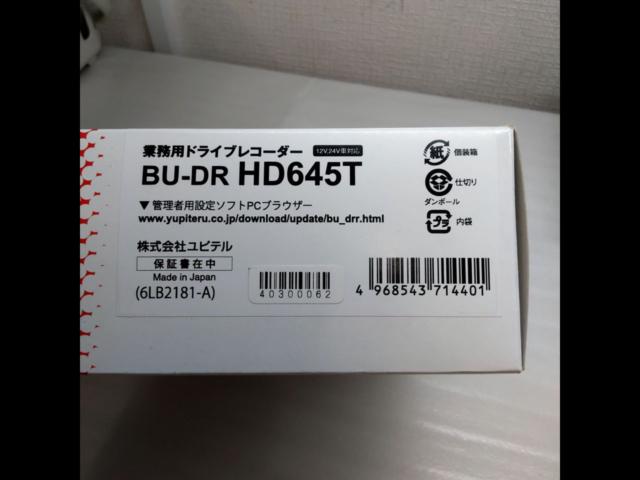 業務用ドライブレコーダー 12V,24V車対応
BU-DR HD645T
▼管理者用設定ソフトPCブラウザー
www.yupiteru.co.jp/download/update/bu_drr.html
株式会社ユピテル
保証書在中
Made in Japan
(6LB2181-A)
40300062
4 968543 714401
紙 個装箱
仕切り
ダンボール
プラ 内袋